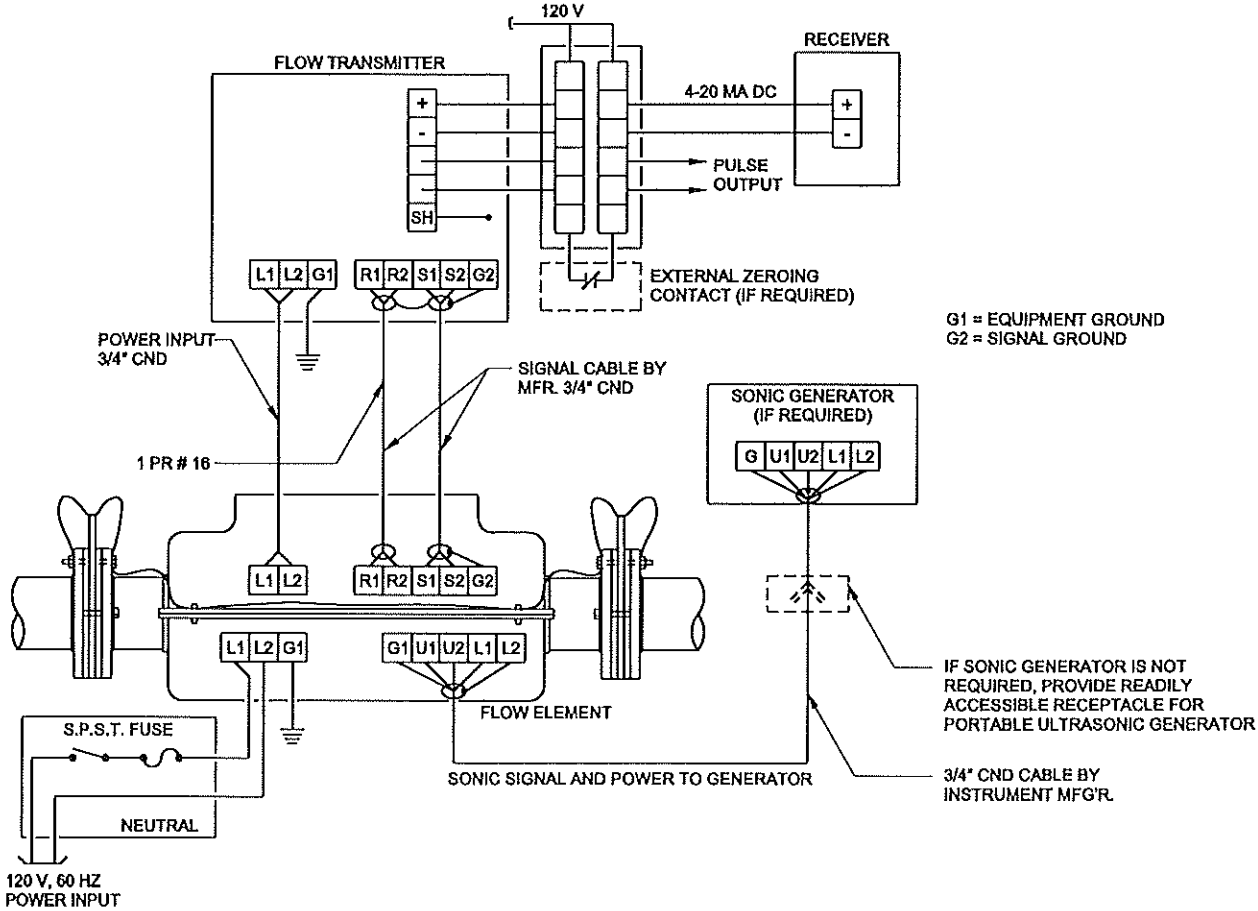 120 V
RECEIVER
FLOW TRANSMITTER
+
-
SH
4-20 MA DC
+
-
PULSE
OUTPUT
L1 L2 G1
R1 R2 S1 S2 G2
EXTERNAL ZEROING
CONTACT (IF REQUIRED)
G1 = EQUIPMENT GROUND
G2 = SIGNAL GROUND
POWER INPUT
3/4" CND
SIGNAL CABLE BY
MFR. 3/4" CND
1 PR # 16
SONIC GENERATOR
(IF REQUIRED)
G U1 U2 L1 L2
L1 L2
R1 R2 S1 S2 G2
L1 L2 G1
G1 U1 U2 L1 L2
FLOW ELEMENT
IF SONIC GENERATOR IS NOT
REQUIRED, PROVIDE READILY
ACCESSIBLE RECEPTACLE FOR
PORTABLE ULTRASONIC GENERATOR
S.P.S.T. FUSE
SONIC SIGNAL AND POWER TO GENERATOR
3/4" CND CABLE BY
INSTRUMENT MFG'R.
NEUTRAL
120 V, 60 HZ
POWER INPUT